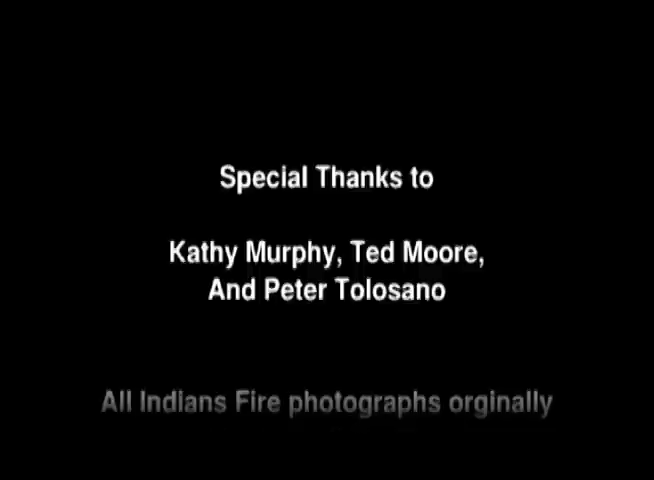 Special Thanks to
Kathy Murphy, Ted Moore,
And Peter Tolosano
All Indians Fire photographs orginally